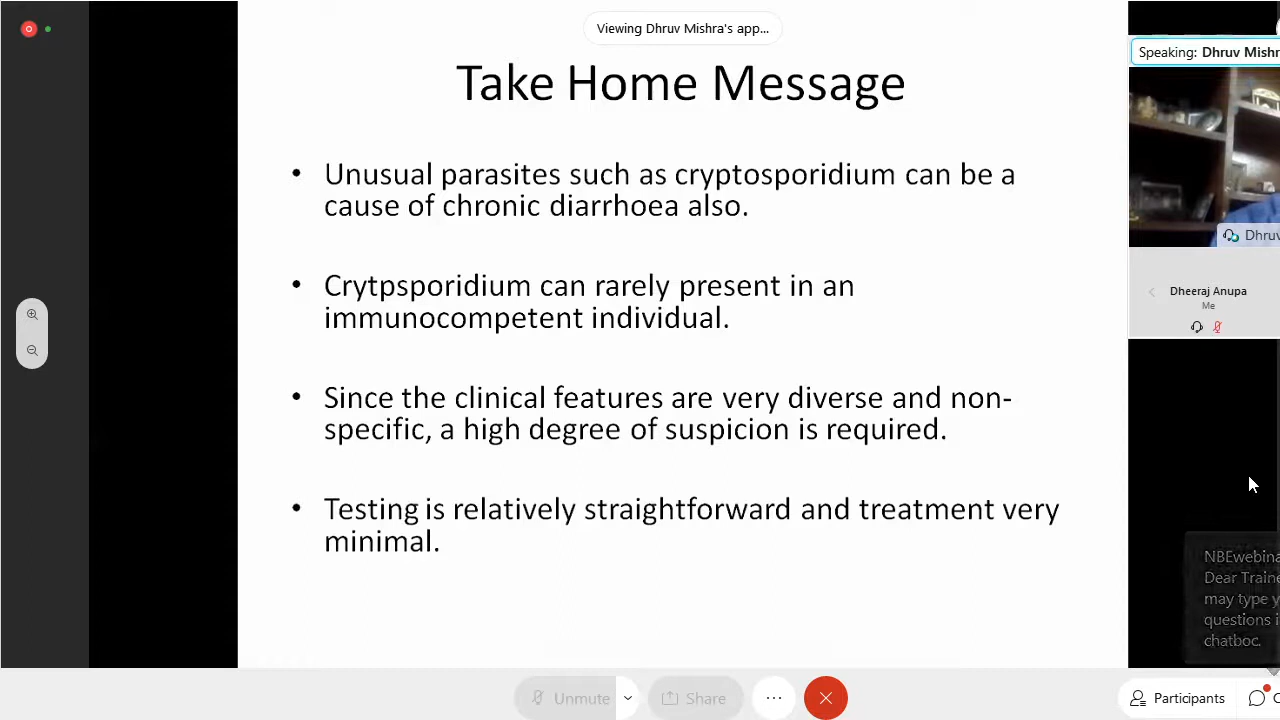 Viewing Dhruv Mishra's app...
Take Home Message
Speaking: Dhruv Mishr
• Unusual parasites such as cryptosporidium can be a
cause of chronic diarrhoea also.
Dhruv
• Crytpsporidium can rarely present in an
immunocompetent individual.
Dheeraj Anupa
Me
• Since the clinical features are very diverse and non-
specific, a high degree of suspicion is required.
• Testing is relatively straightforward and treatment very
minimal.
NBEwebina
Dear Traine
may type y
questions i
chatboc.
Unmute
Share
Participants